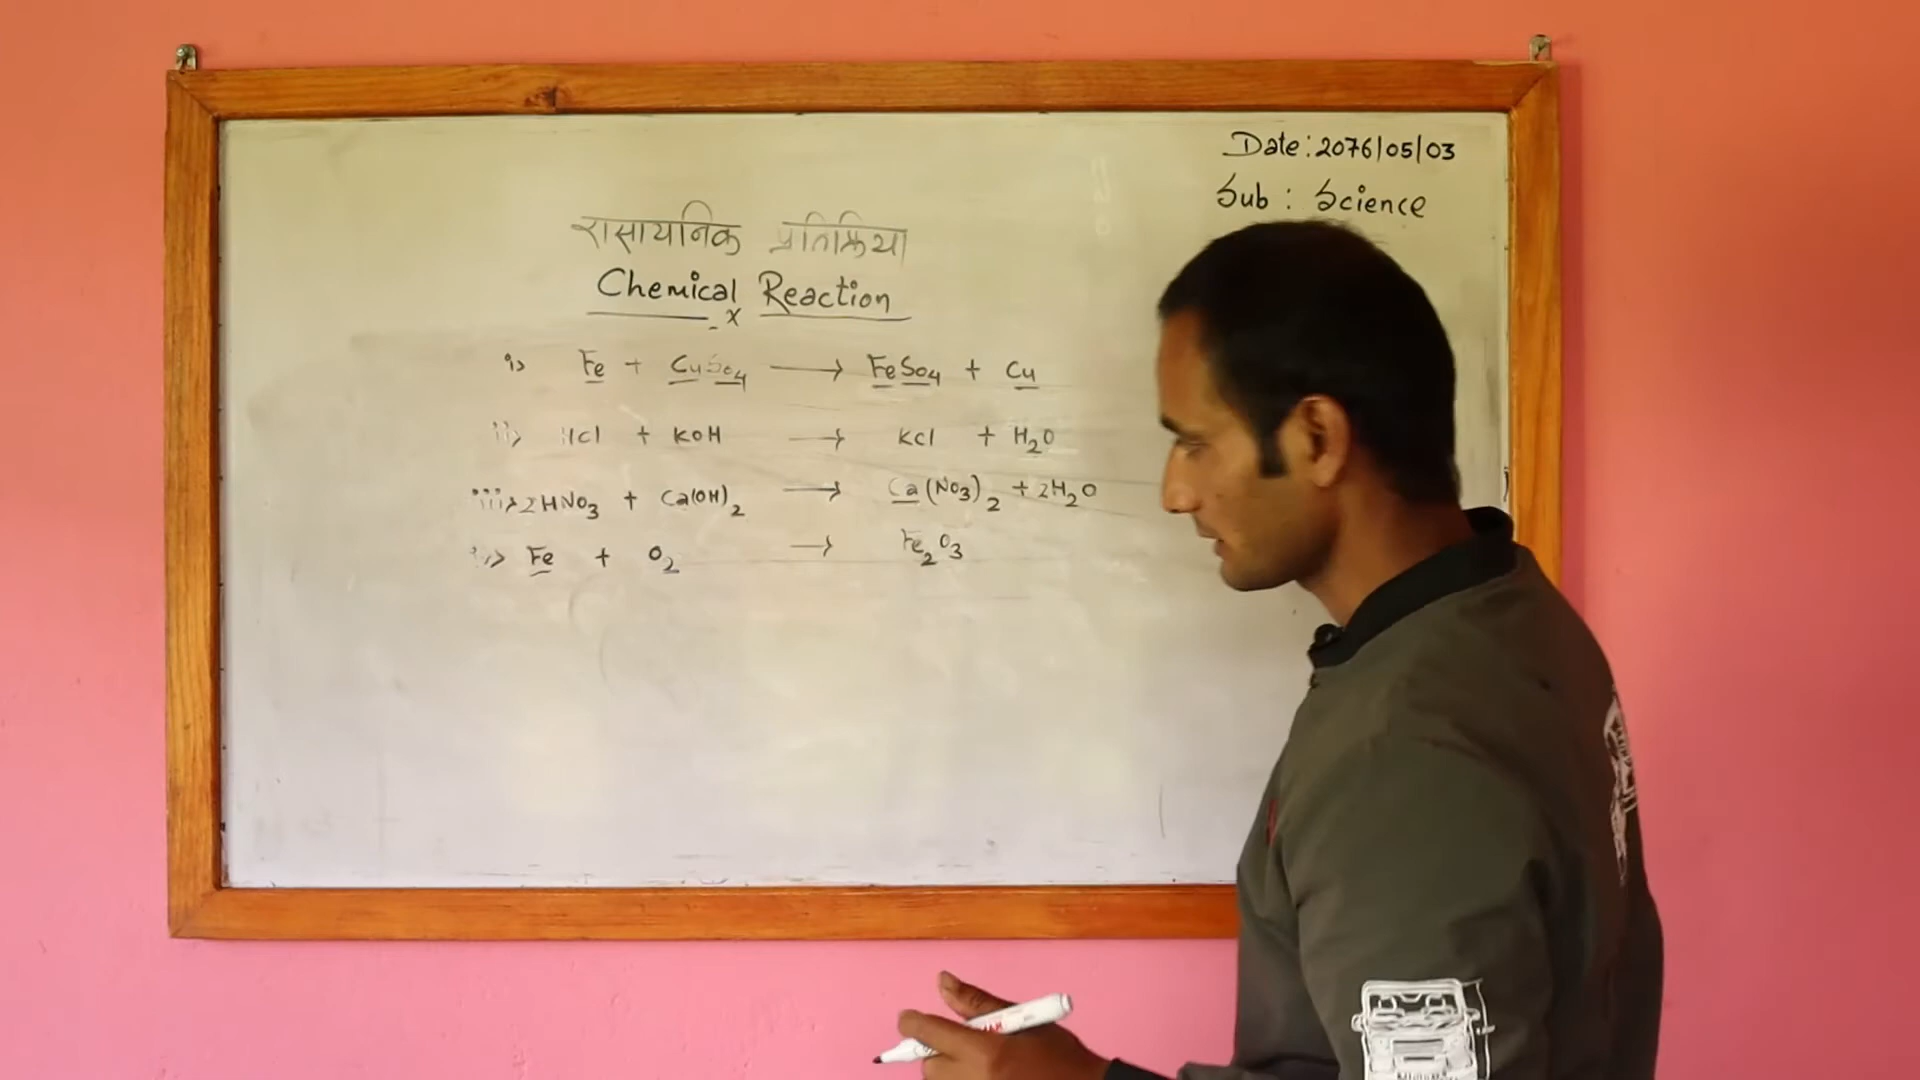 Date: 2076/05/03
Sub : Science
रासायनिक प्रतिक्रिया
Chemical Reaction
x
i> Fe + CuSO4 → FeSO4 + Cu
ii> HCl + KOH → KCl + H2O
iii> 2HNO3 + Ca(OH)2 → Ca(NO3)2 + 2H2O
Fe + O2 → Fe2O3